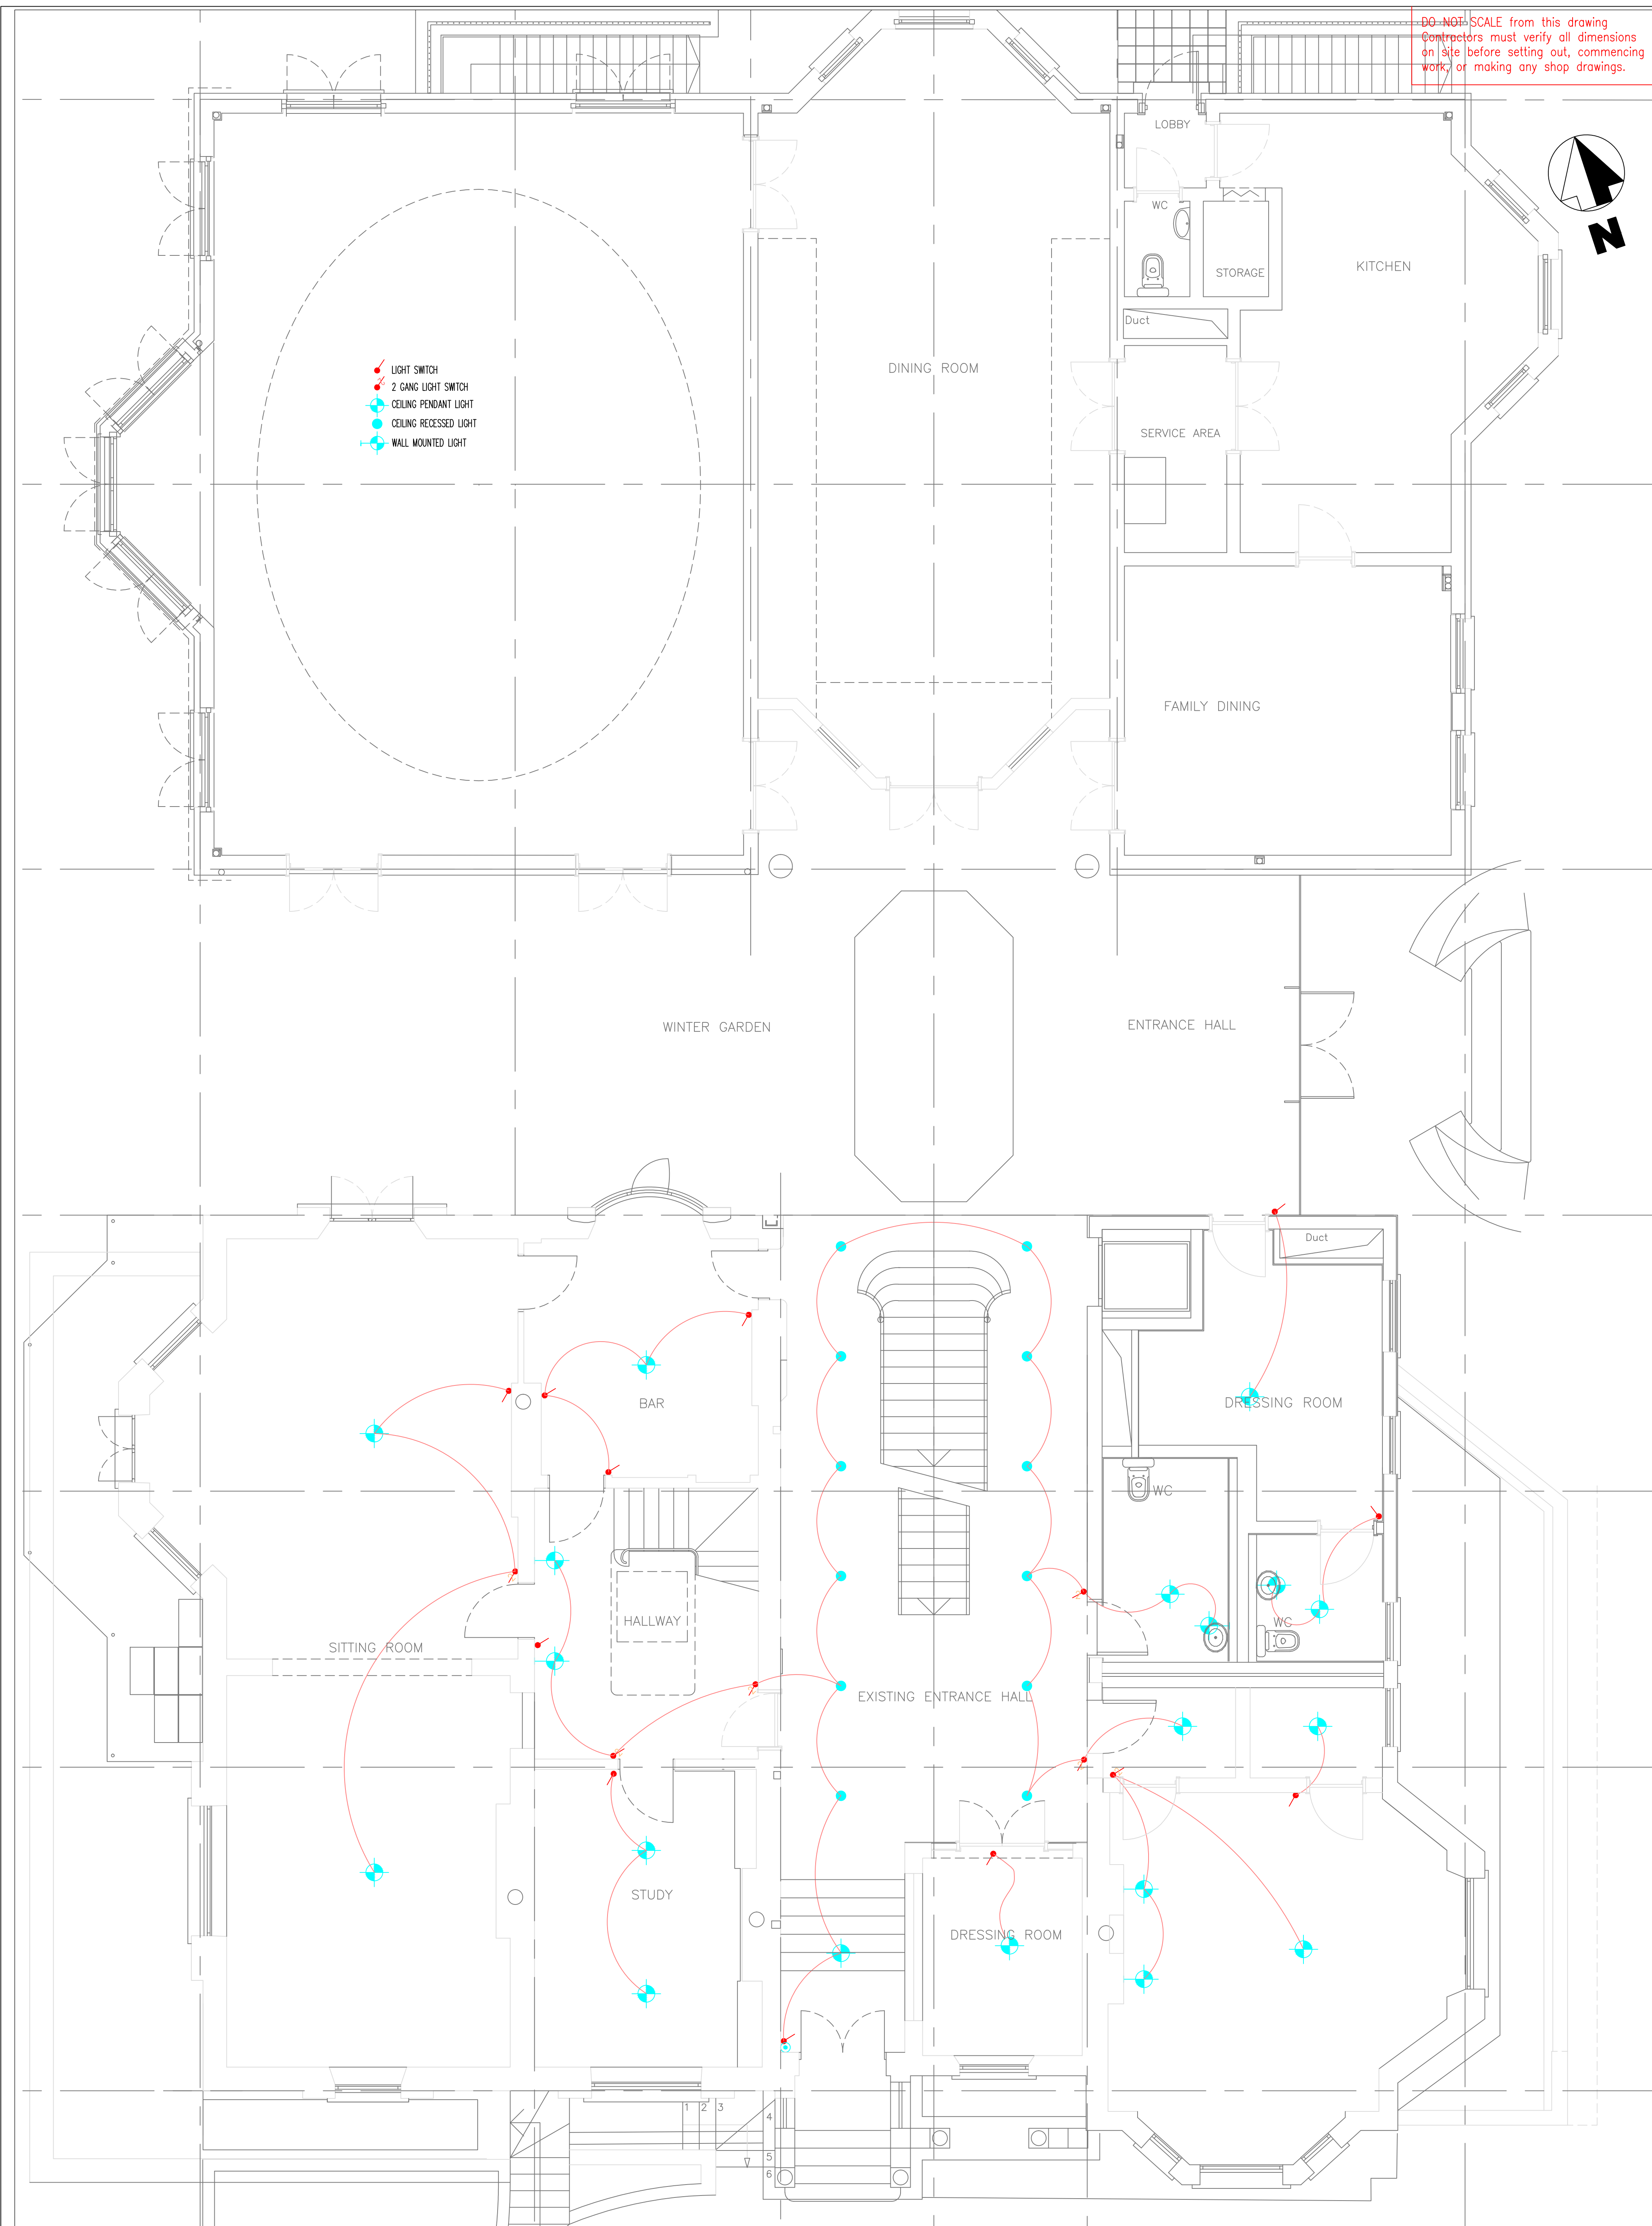 DO NOT SCALE from this drawing
Contractors must verify all dimensions
on site before setting out, commencing
work, or making any shop drawings.
LOBBY
WC
STORAGE
KITCHEN
N
Duct
DINING ROOM
LIGHT SWITCH
2 GANG LIGHT SWITCH
CEILING PENDANT LIGHT
CEILING RECESSED LIGHT
WALL MOUNTED LIGHT
SERVICE AREA
FAMILY DINING
WINTER GARDEN
ENTRANCE HALL
Duct
BAR
DRESSING ROOM
WC
HALLWAY
WC
SITTING ROOM
EXISTING ENTRANCE HALL
STUDY
DRESSING ROOM
1 2 3
4
5
6